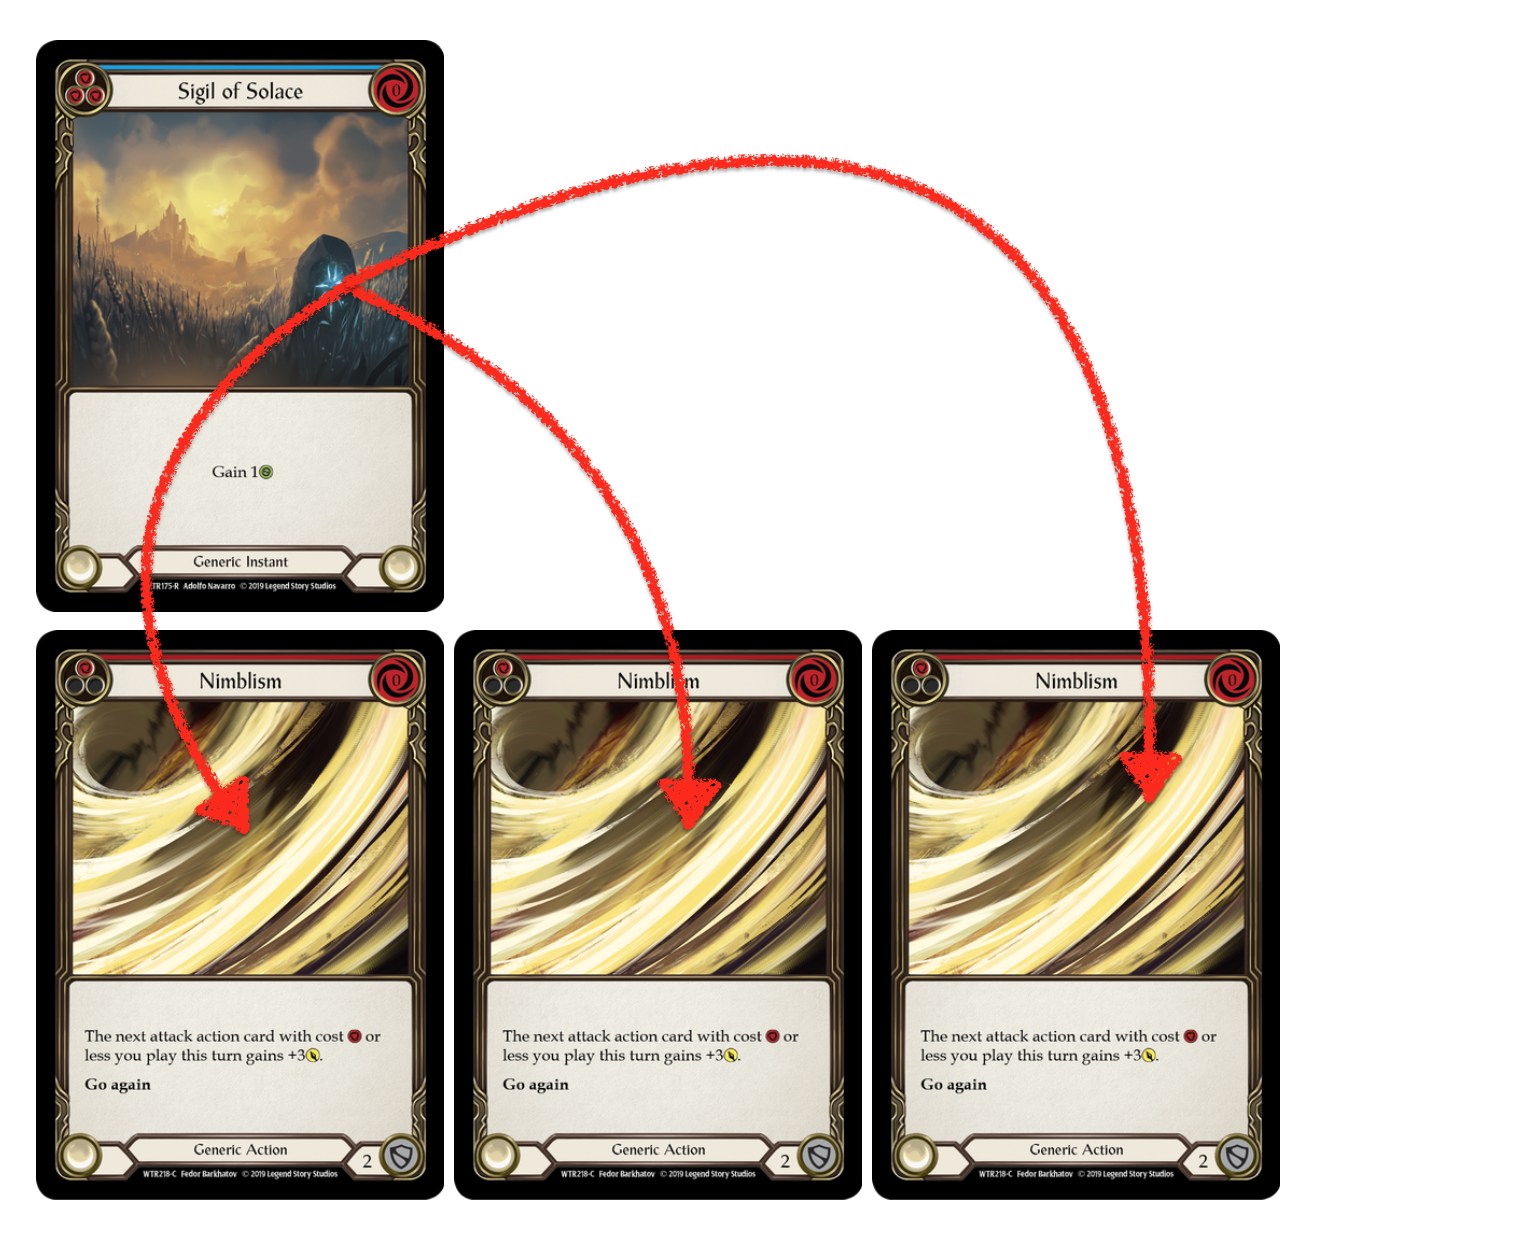 Sigil of Solace
0
Gain 1
Generic Instant
TR175-R Adolfo Navarro © 2019 Legend Story Studios
Nimblism
0
The next attack action card with cost or
less you play this turn gains +3.
Go again
Generic Action
2
WTR218-C Fedor Barkhatov © 2019 Legend Story Studios
Nimblism
0
The next attack action card with cost or
less you play this turn gains +3.
Go again
Generic Action
2
WTR218-C Fedor Barkhatov © 2019 Legend Story Studios
Nimblism
0
The next attack action card with cost or
less you play this turn gains +3.
Go again
Generic Action
2
WTR218-C Fedor Barkhatov © 2019 Legend Story Studios